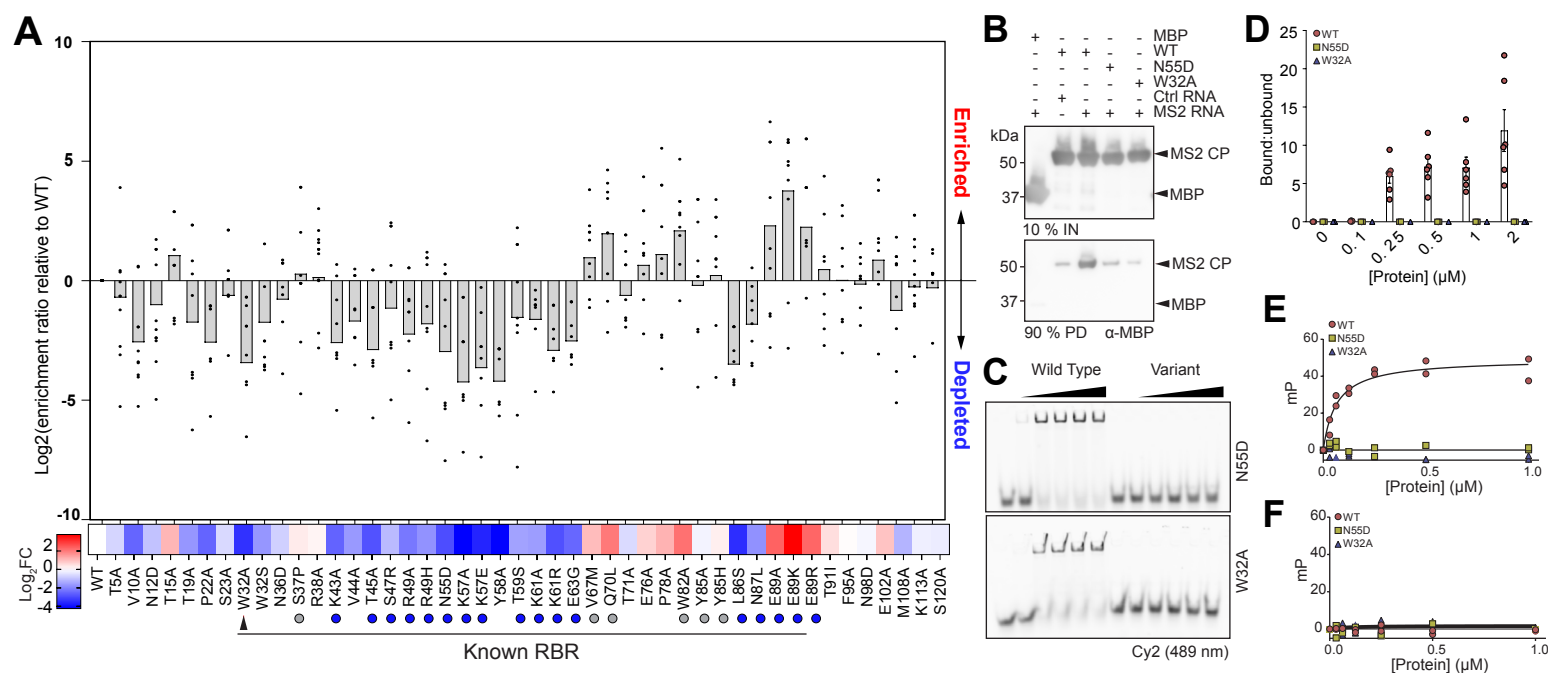 A
10
5
0
-5
-10
Log2(enrichment ratio relative to WT)
Enriched
Depleted
2
0
-2
-4
Log2FC
WT
T5A
V10A
N12D
T15A
T19A
P22A
S23A
W32A
W32S
N36D
S37P
R38A
K43A
V44A
T45A
S47R
R49A
R49H
N55D
K57A
K57E
Y58A
T59S
K61A
K61R
E63G
V67M
Q70L
T71A
E76A
P78A
W82A
Y85A
Y85H
L86S
N87L
E89A
E89K
E89R
T91I
F95A
N98D
E102A
M108A
K113A
S120A
Known RBR
B
+ - - - - MBP
- + + - - WT
- - - + - N55D
- - - - + W32A
- + - - - Ctrl RNA
+ - + + + MS2 RNA
kDa
50
37
MS2 CP
MBP
10 % IN
50
37
MS2 CP
MBP
90 % PD α-MBP
C
Wild Type Variant
N55D
W32A
Cy2 (489 nm)
D
25
20
15
10
5
0
Bound:unbound
WT
N55D
W32A
0 0.1 0.25 0.5 1 2
[Protein] (µM)
E
WT
N55D
W32A
60
40
20
0
mP
0.0 0.5 1.0
[Protein] (µM)
F
WT
N55D
W32A
60
40
20
0
mP
0.0 0.5 1.0
[Protein] (µM)